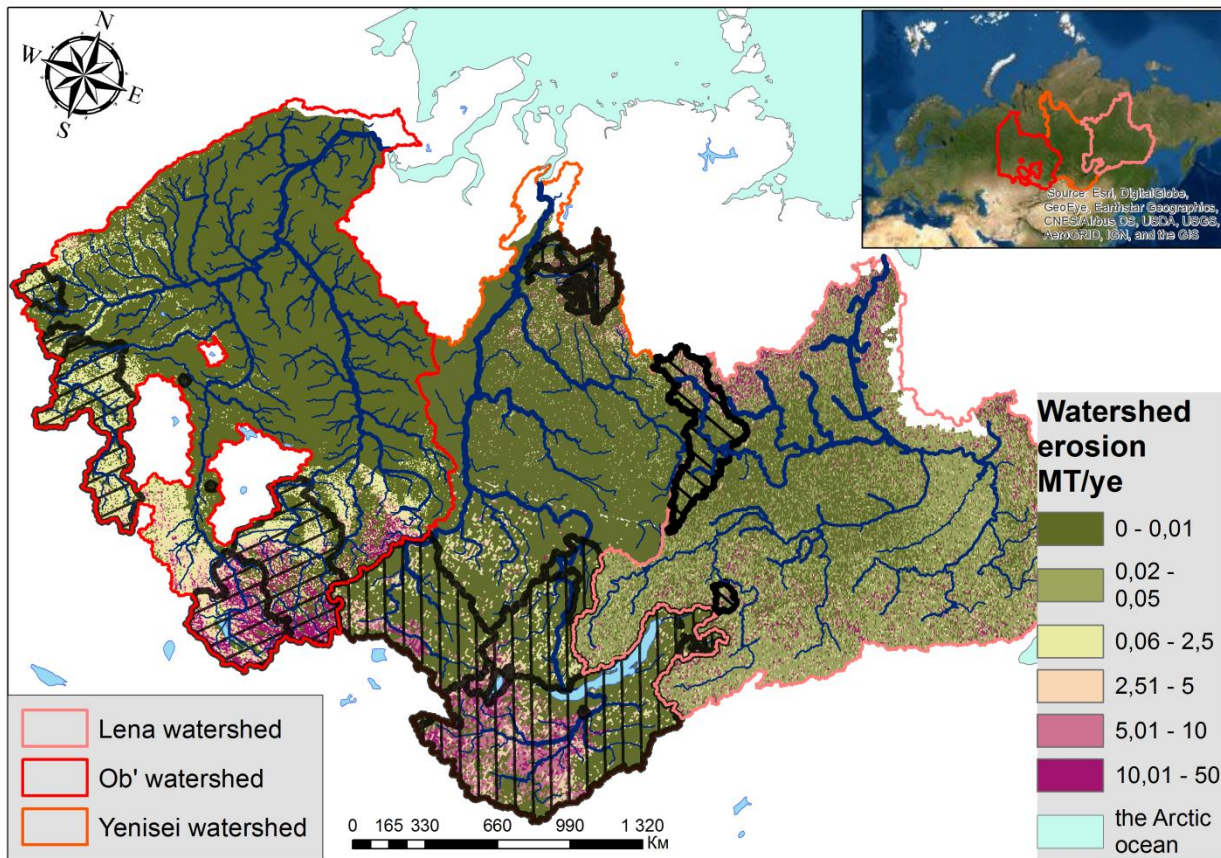 N
W
E
S
Source: Esri, DigitalGlobe,
GeoEye, Earthstar Geographics,
CNES/Airbus DS, USDA, USGS,
AeroGRID, IGN, and the GIS
Watershed
erosion
MT/ye
0 - 0,01
0,02 -
0,05
0,06 - 2,5
2,51 - 5
5,01 - 10
10,01 - 50
the Arctic
ocean
Lena watershed
Ob' watershed
Yenisei watershed
0 165 330 660 990 1 320
Км